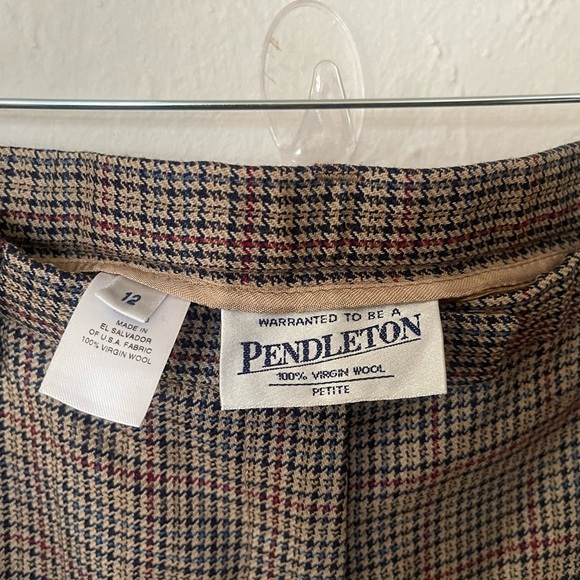 12
MADE IN
EL SALVADOR
OF U.S.A. FABRIC
100% VIRGIN WOOL
WARRANTED TO BE A
PENDLETON
100% VIRGIN WOOL
PETITE